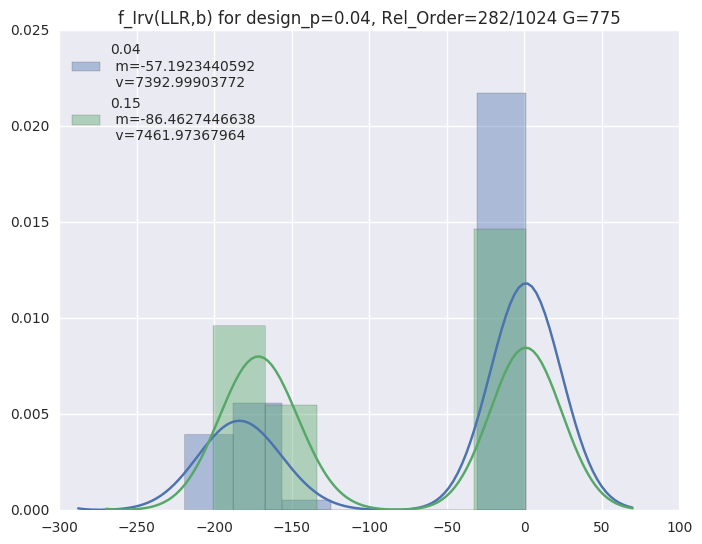 f_Irv(LLR,b) for design_p=0.04, Rel_Order=282/1024 G=775
0.025
0.020
0.015
0.010
0.005
0.000
0.04
m=-57.1923440592
v=7392.99903772
0.15
m=-86.4627446638
v=7461.97367964
−300 −250 −200 −150 −100 −50 0 50 100